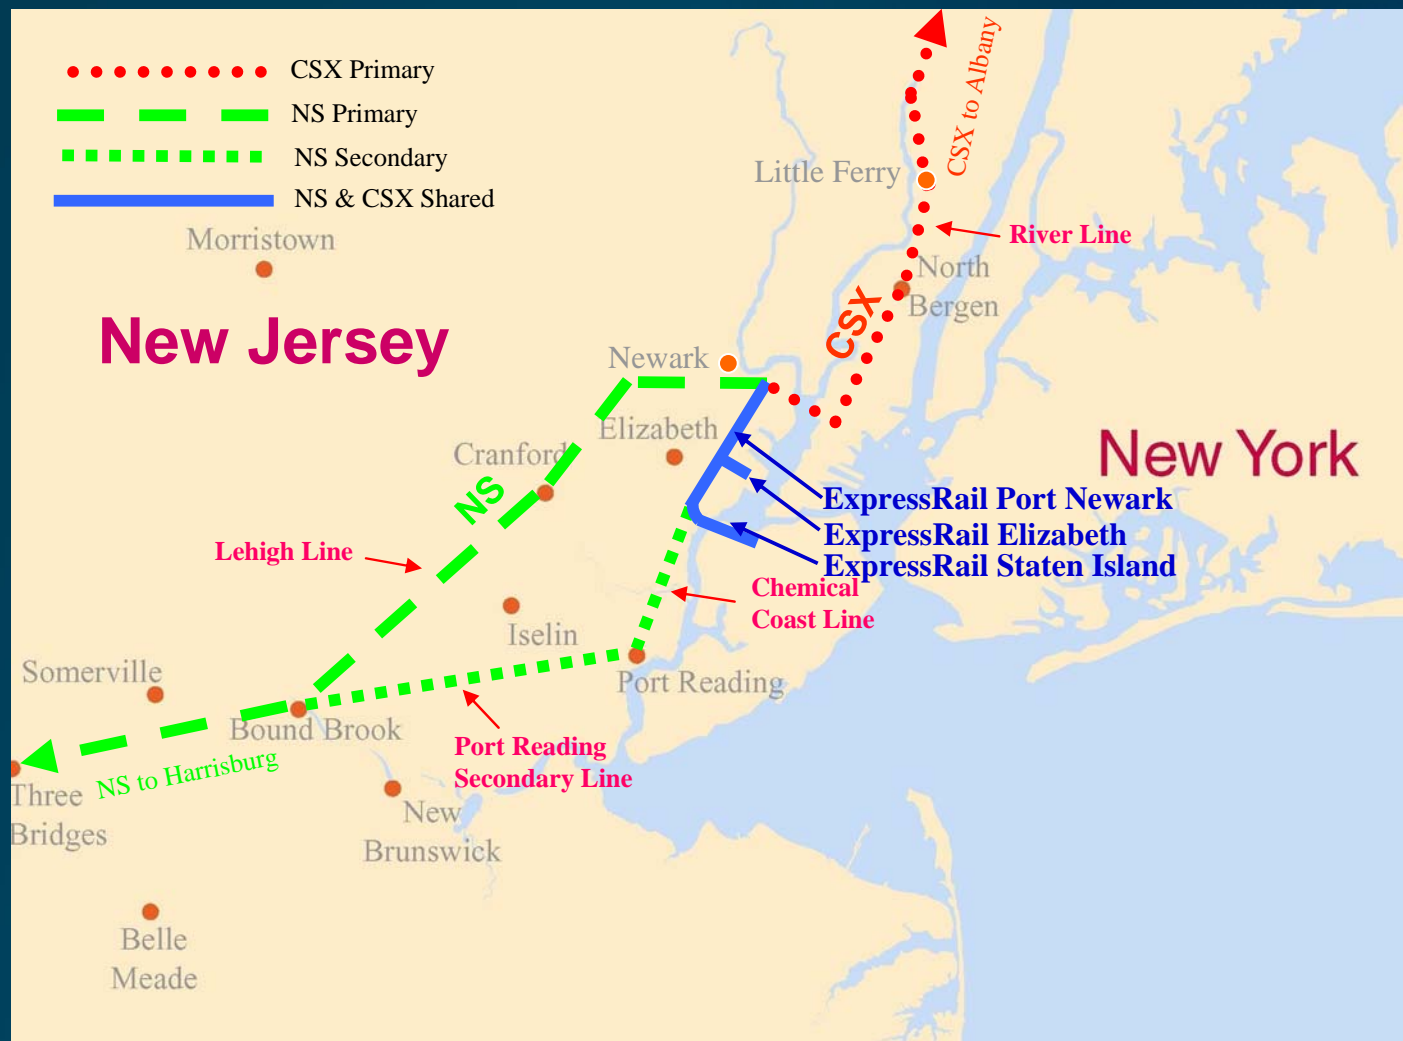 CSX Primary
NS Primary
NS Secondary
NS & CSX Shared
CSX to Albany
Little Ferry
River Line
Morristown
North
Bergen
New Jersey
CSX
Newark
Elizabeth
Cranford
New York
NS
ExpressRail Port Newark
ExpressRail Elizabeth
ExpressRail Staten Island
Lehigh Line
Chemical
Coast Line
Iselin
Somerville
Port Reading
Bound Brook
Port Reading
Secondary Line
NS to Harrisburg
Three
Bridges
New
Brunswick
Belle
Meade